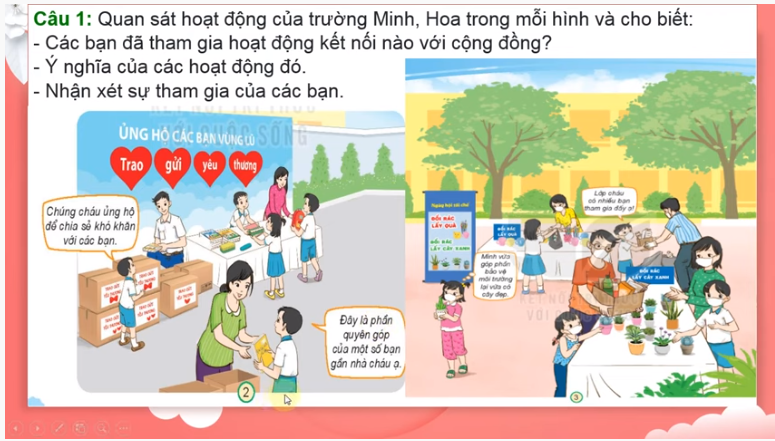 Câu 1: Quan sát hoạt động của trường Minh, Hoa trong mỗi hình và cho biết:
- Các bạn đã tham gia hoạt động kết nối nào với cộng đồng?
- Ý nghĩa của các hoạt động đó.
- Nhận xét sự tham gia của các bạn.
ỦNG HỘ CÁC BẠN VÙNG LŨ
Trao gửi yêu thương
Chúng cháu ủng hộ
để chia sẻ khó khăn
với các bạn.
Đây là phần
quyên góp
của một số bạn
gần nhà cháu ạ.
2
Lớp cháu
có nhiều bạn
tham gia đấy ạ!
ĐỔI RÁC
LẤY QUÀ
ĐỔI RÁC
LẤY CÂY XANH
ĐỔI RÁC
LẤY QUÀ
Mình vừa
góp phần
bảo vệ
môi trường
lại vừa có
cây đẹp.
ĐỔI RÁC
LẤY CÂY XANH
3